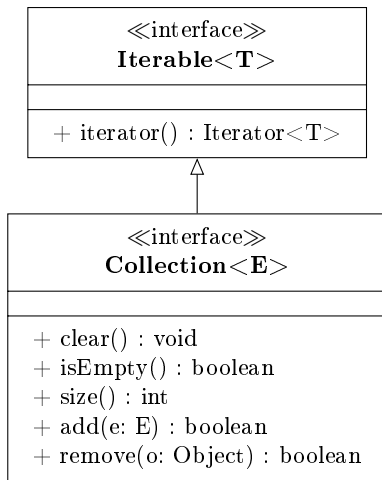 ≪interface≫
Iterable<T>
+ iterator() : Iterator<T>
≪interface≫
Collection<E>
+ clear() : void
+ isEmpty() : boolean
+ size() : int
+ add(e: E) : boolean
+ remove(o: Object) : boolean